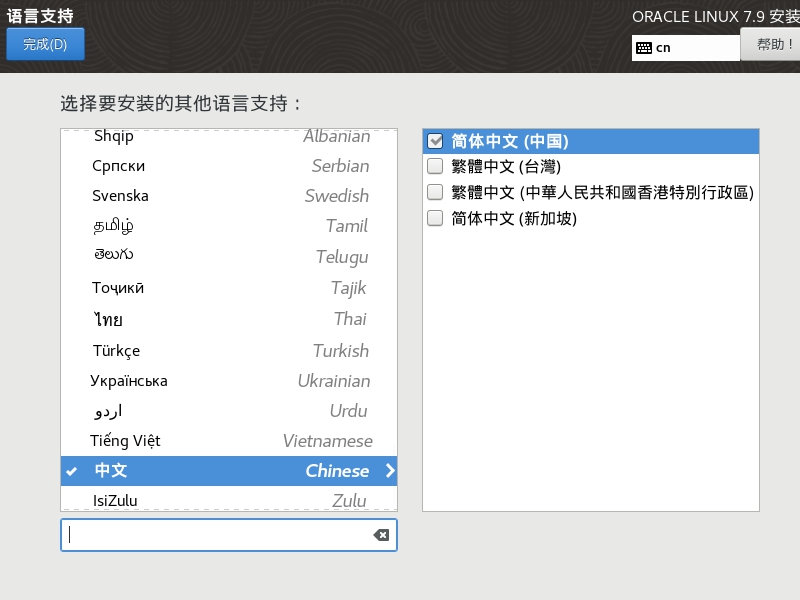 语言支持
ORACLE LINUX 7.9 安装
完成(D)
cn
帮助！
选择要安装的其他语言支持：
Shqip Albanian
Српски Serbian
Svenska Swedish
தமிழ் Tamil
తెలుగు Telugu
Тоҷикӣ Tajik
ไทย Thai
Türkçe Turkish
Українська Ukrainian
اردو Urdu
Tiếng Việt Vietnamese
中文 Chinese
IsiZulu Zulu
简体中文 (中国)
繁體中文 (台灣)
繁體中文 (中華人民共和國香港特別行政區)
简体中文 (新加坡)